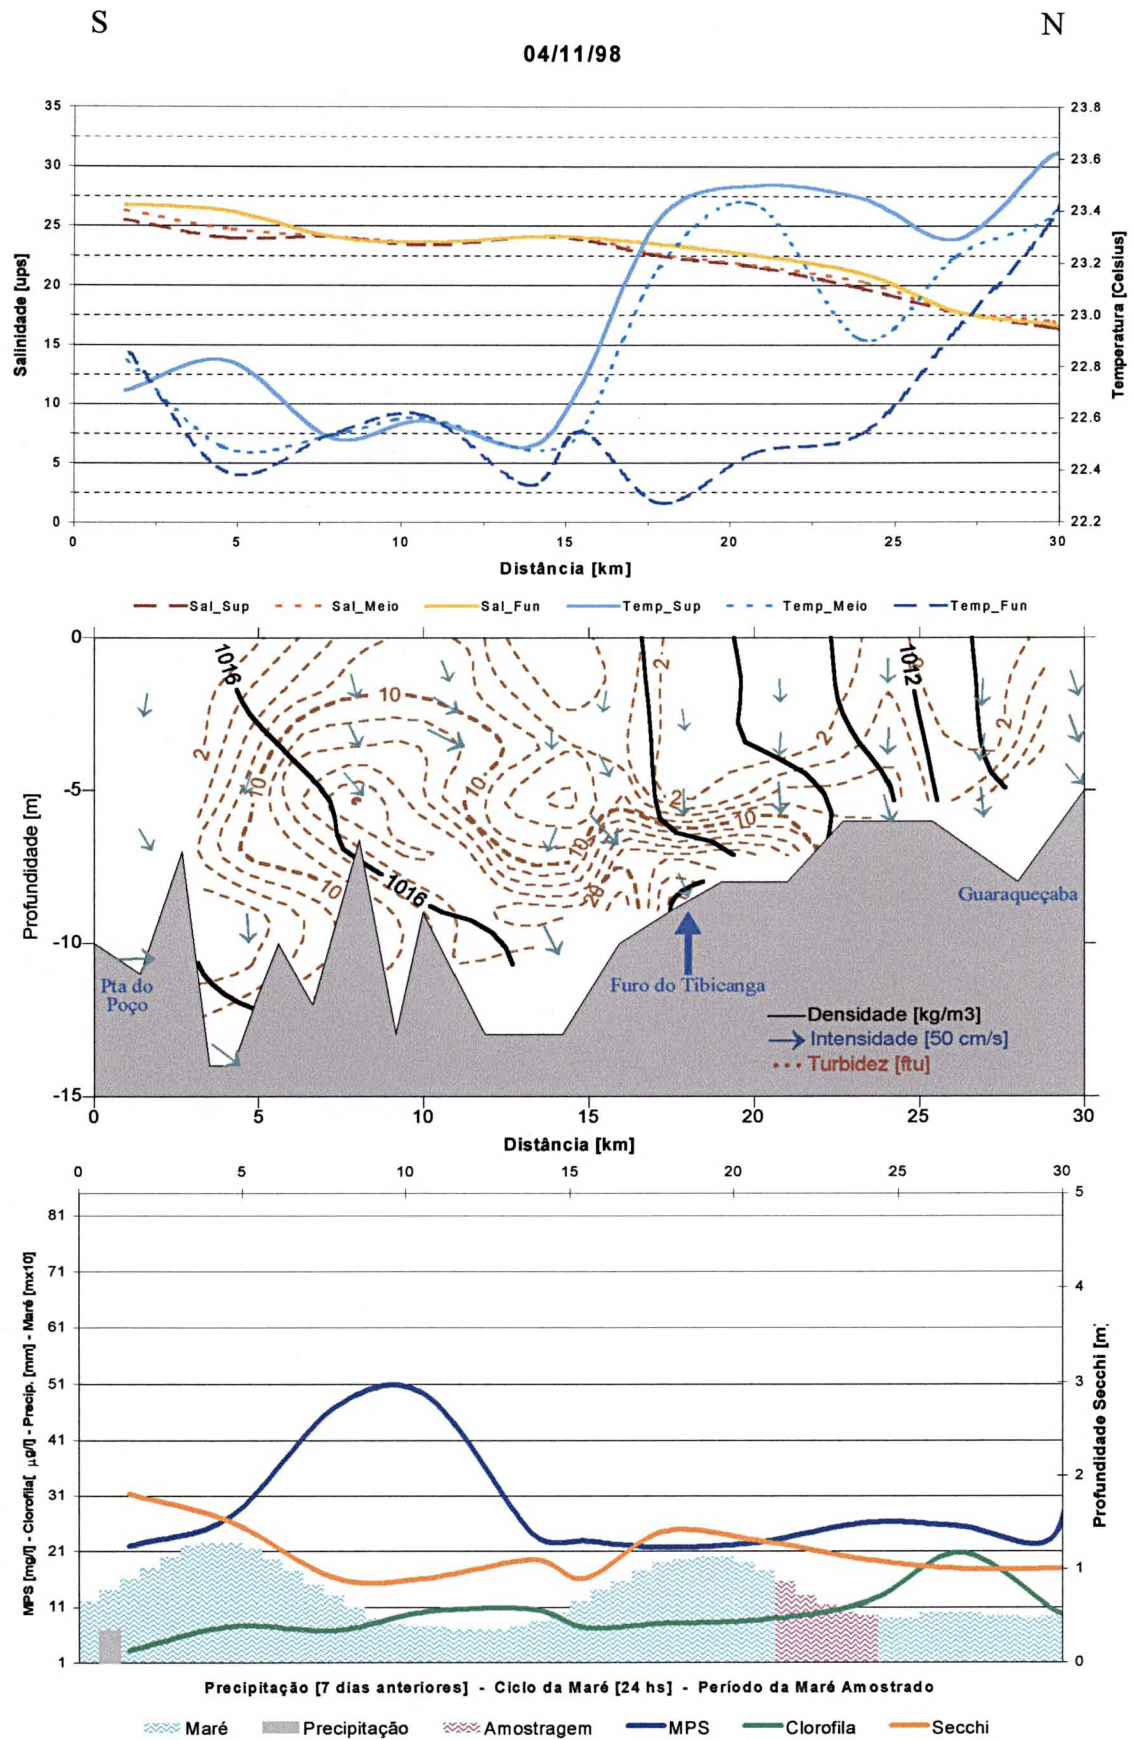 S N
04/11/98
35
30
25
20
15
10
5
0
Salinidade [ups]
23.8
23.6
23.4
23.2
23.0
22.8
22.6
22.4
22.2
Temperatura [Celsius]
0 5 10 15 20 25 30
Distância [km]
Sal_Sup Sal_Meio Sal_Fun Temp_Sup Temp_Meio Temp_Fun
0
-5
-10
-15
Profundidade [m]
1016
1016
1012
2
10
10
10
10
10
20
2
2
10
2
2
Pta do
Poço
Furo do Tibicanga
Guaraqueçaba
Densidade [kg/m3]
Intensidade [50 cm/s]
Turbidez [ftu]
0 5 10 15 20 25 30
Distância [km]
0 5 10 15 20 25 30
81
71
61
51
41
31
21
11
1
MPS [mg/l] - Clorofila[ µg/l] - Precip. [mm] - Maré [mx10]
5
4
3
2
1
0
Profundidade Secchi [m]
Precipitação [7 dias anteriores] - Ciclo da Maré [24 hs] - Período da Maré Amostrado
Maré Precipitação Amostragem MPS Clorofila Secchi